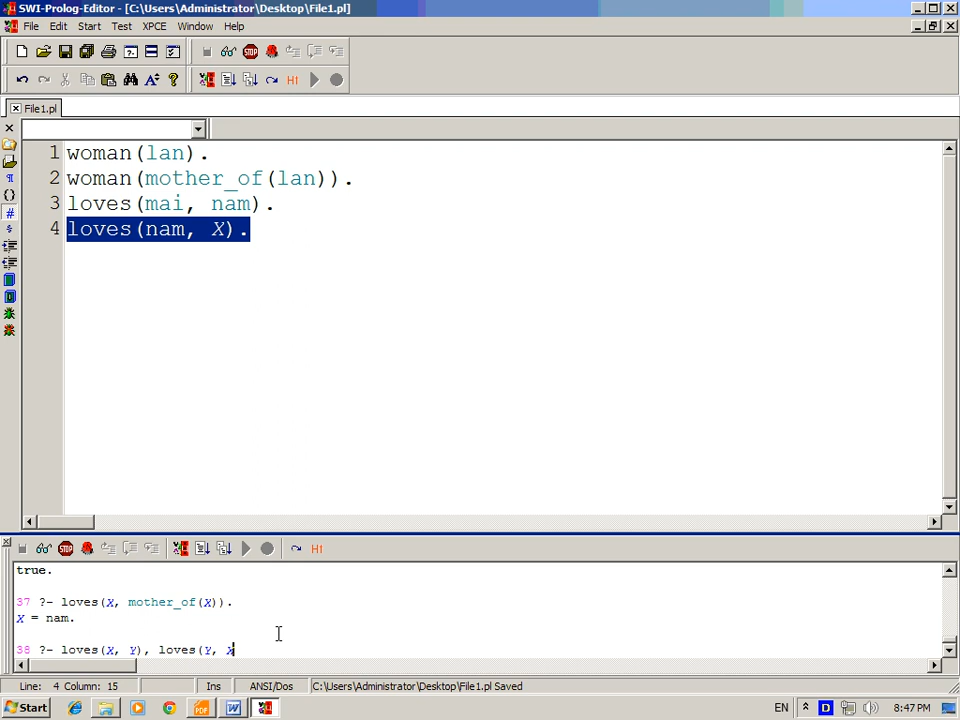 SWI-Prolog-Editor - [C:\Users\Administrator\Desktop\File1.pl]
File Edit Start Test XPCE Window Help
File1.pl
1 woman(lan).
2 woman(mother_of(lan)).
3 loves(mai, nam).
4 loves(nam, X).
true.
37 ?- loves(X, mother_of(X)).
X = nam.
38 ?- loves(X, Y), loves(Y, X
Line: 4 Column: 15 Ins ANSI/Dos C:\Users\Administrator\Desktop\File1.pl Saved
Start EN 8:47 PM